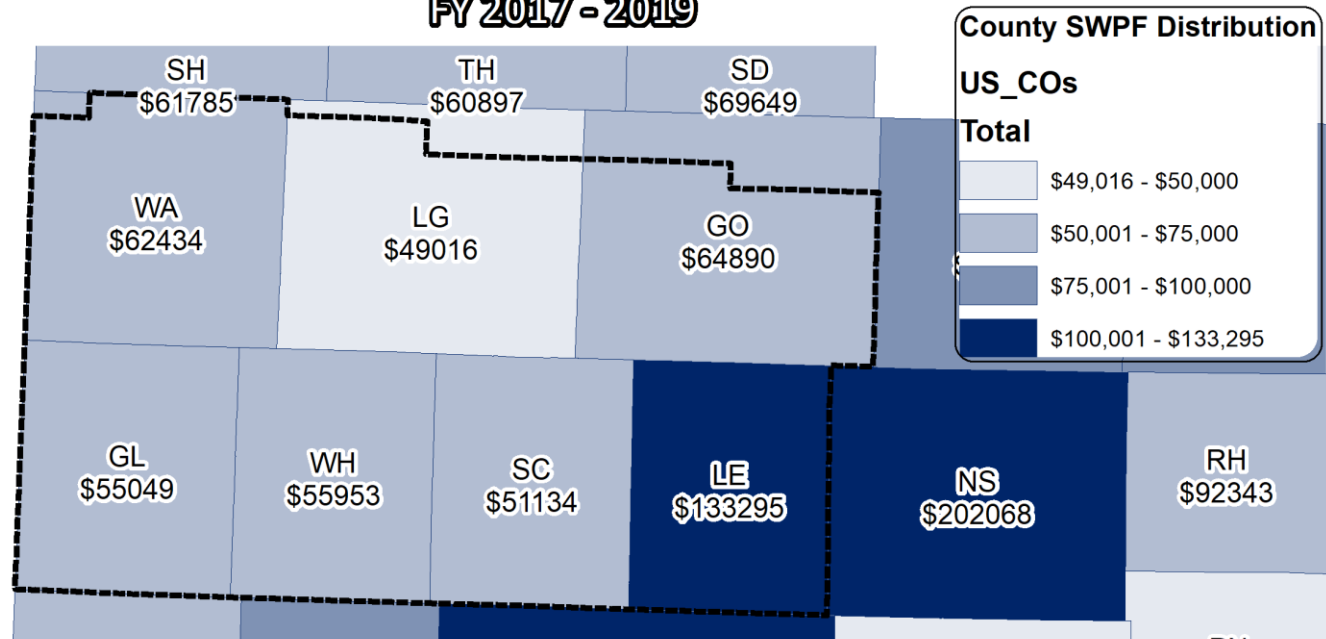 FY 2017 - 2019
County SWPF Distribution
US_COs
Total
$49,016 - $50,000
$50,001 - $75,000
$75,001 - $100,000
$100,001 - $133,295
SH
$61785
TH
$60897
SD
$69649
WA
$62434
LG
$49016
GO
$64890
GL
$55049
WH
$55953
SC
$51134
LE
$133295
NS
$202068
RH
$92343